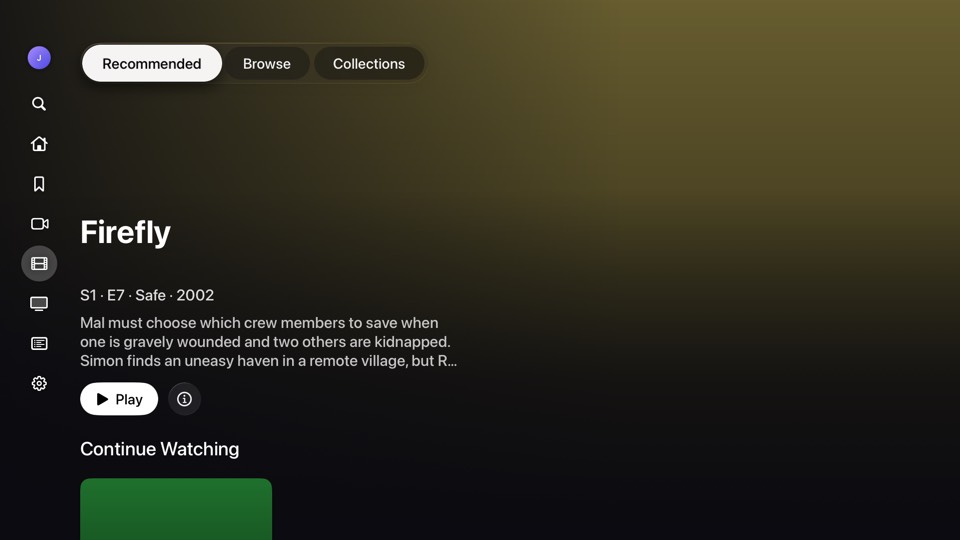 J
Recommended
Browse
Collections
Firefly
S1 · E7 · Safe · 2002
Mal must choose which crew members to save when
one is gravely wounded and two others are kidnapped.
Simon finds an uneasy haven in a remote village, but R...
Play
Continue Watching